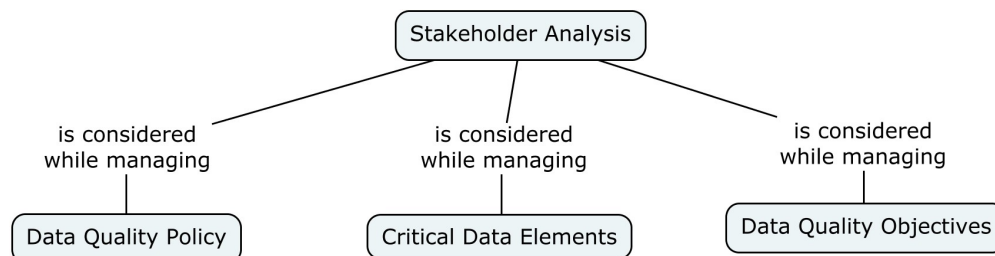 Stakeholder Analysis
is considered
while managing
is considered
while managing
is considered
while managing
Data Quality Policy
Critical Data Elements
Data Quality Objectives